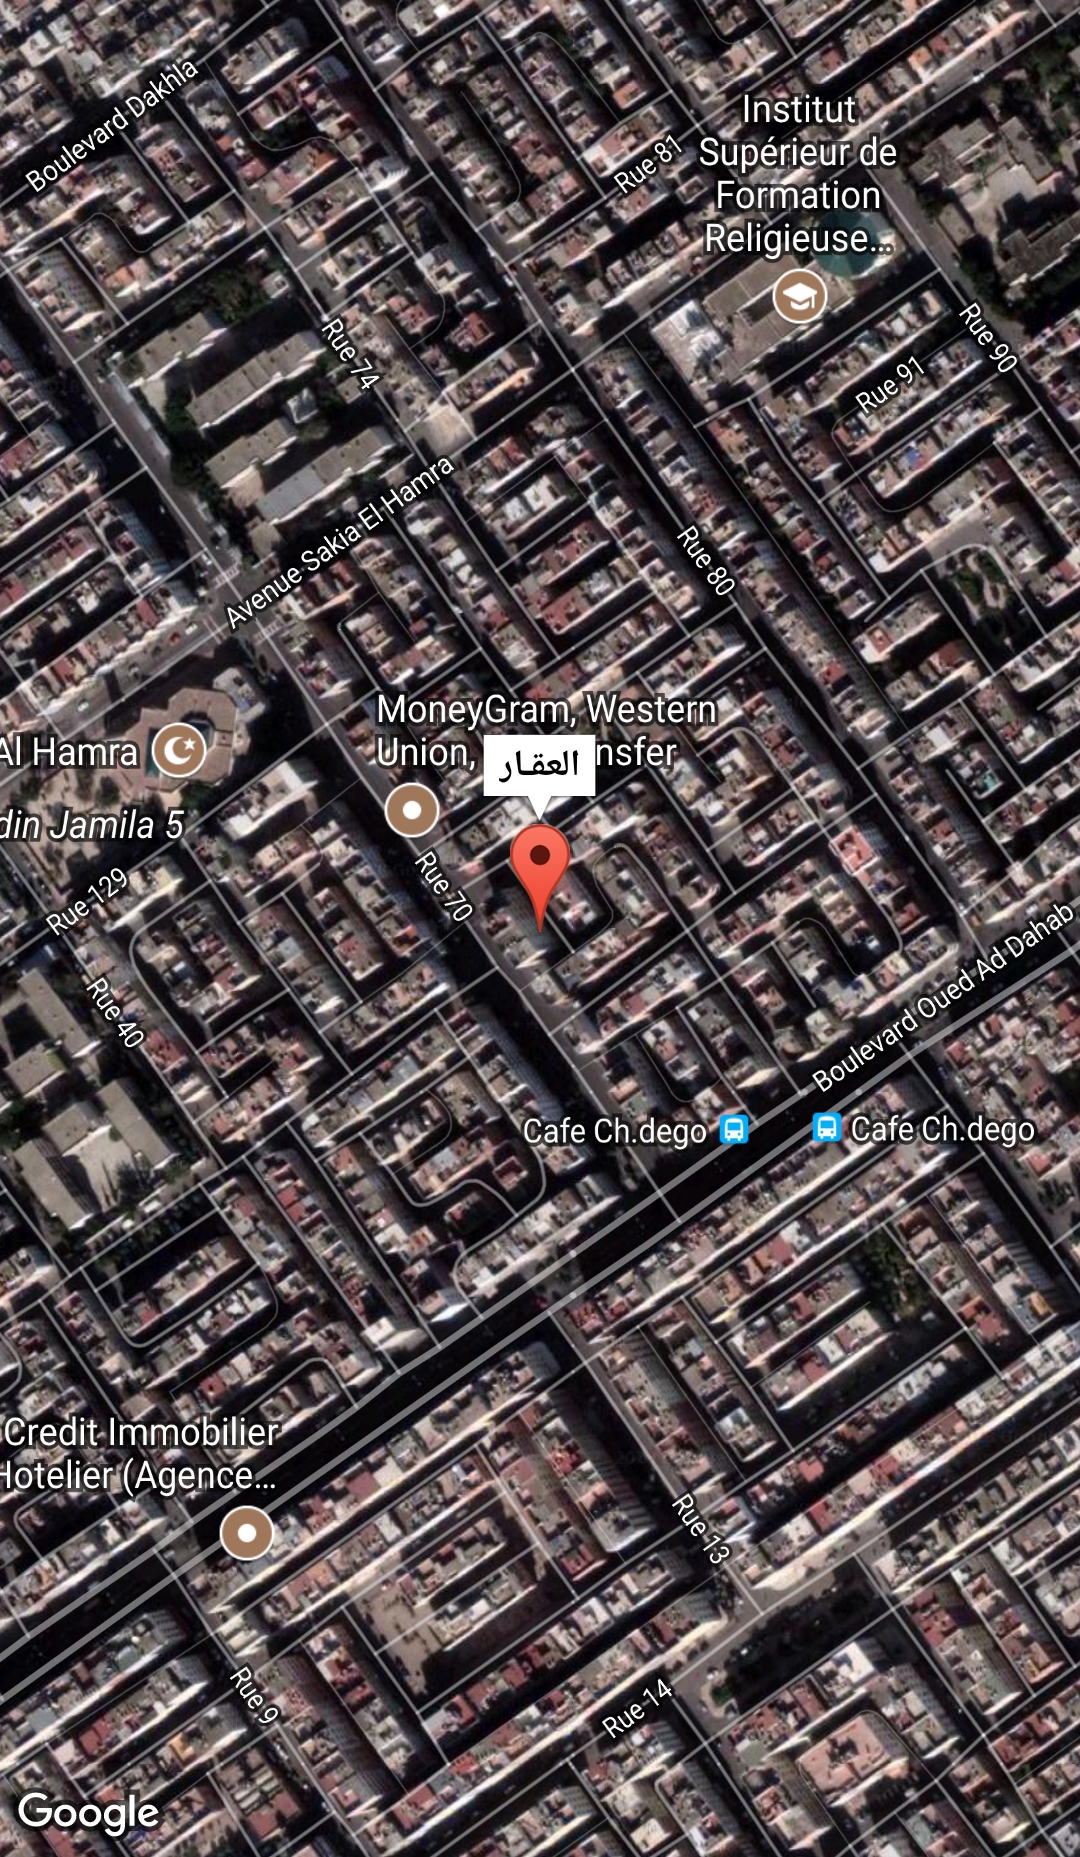 Boulevard Dakhla
Institut
Supérieur de
Formation
Religieuse...
Rue 81
Rue 74
Rue 90
Rue 91
Avenue Sakia El Hamra
Rue 80
MoneyGram, Western
Union, nsfer
العقار
Al Hamra
din Jamila 5
Rue 129
Rue 70
Rue 40
Boulevard Oued Ad Dahab
Cafe Ch.dego
Cafe Ch.dego
Credit Immobilier
Hotelier (Agence...
Rue 13
Rue 9
Rue 14
Google